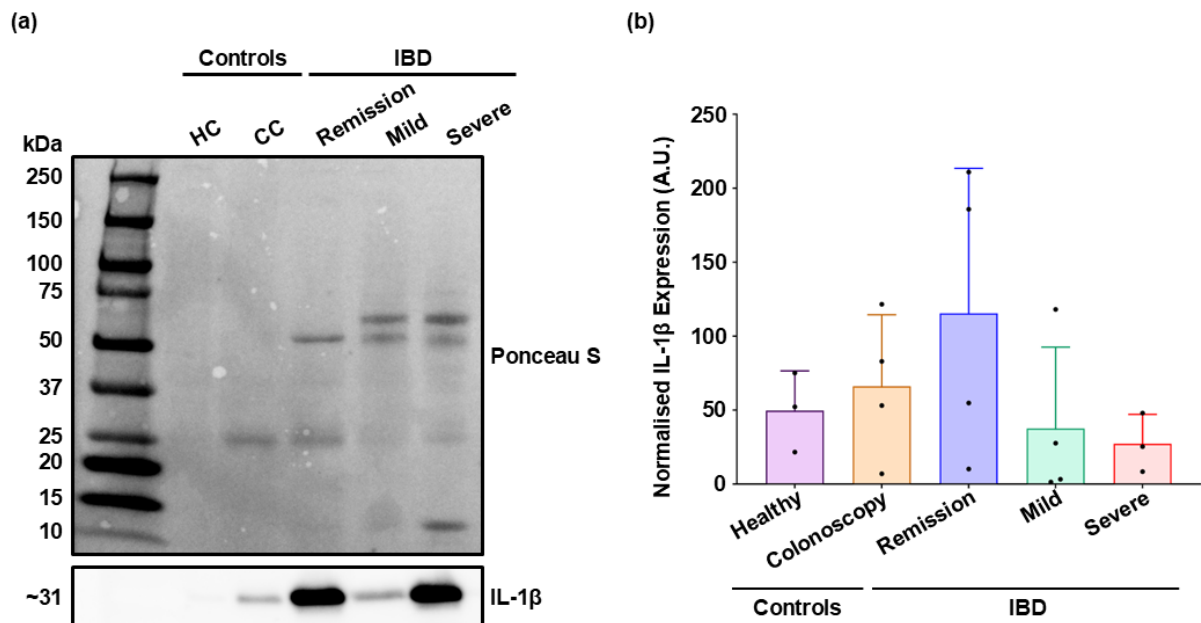 (a)
Controls IBD
HC CC Remission Mild Severe
kDa
250
150
100
75
50
37
25
20
15
10
Ponceau S
~31 IL-1β
(b)
Normalised IL-1β Expression (A.U.)
250
200
150
100
50
0
Healthy Colonoscopy Remission Mild Severe
Controls IBD